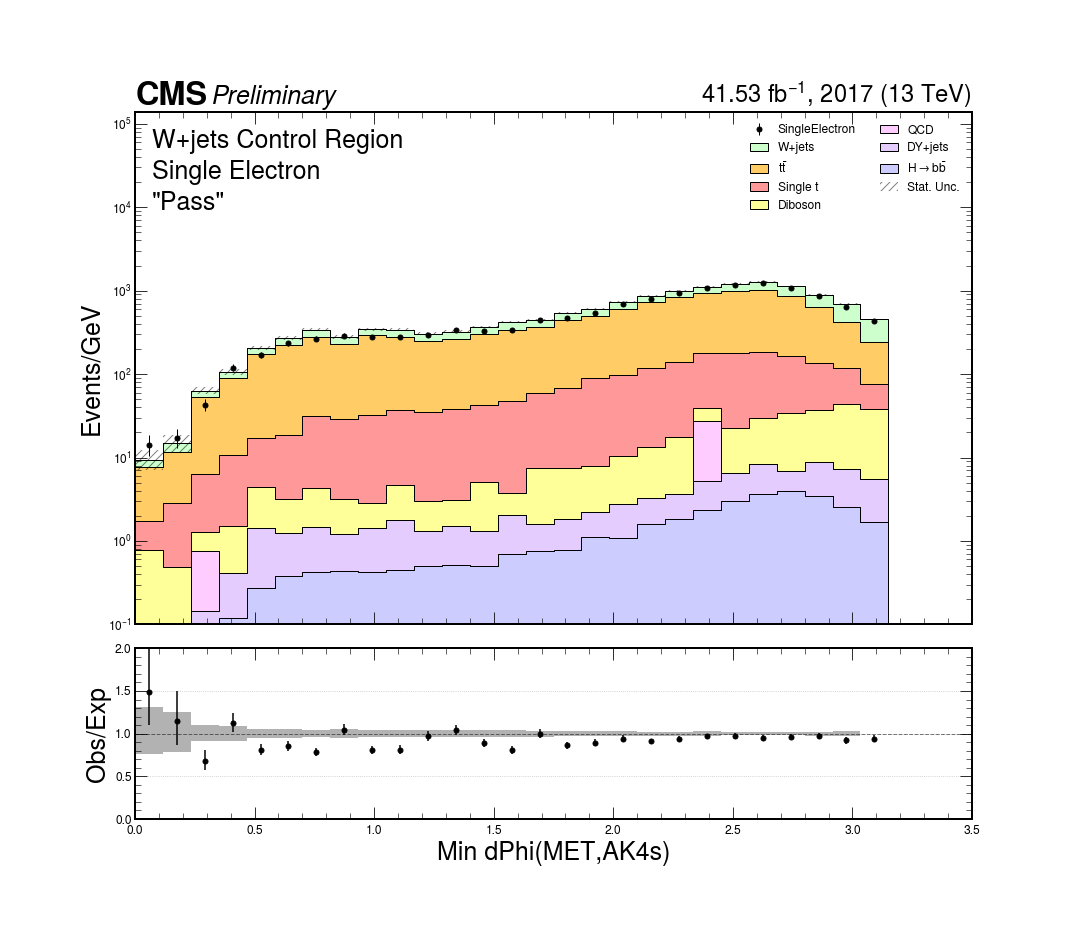 CMS Preliminary
41.53 fb⁻¹, 2017 (13 TeV)
W+jets Control Region
Single Electron
"Pass"
SingleElectron
W+jets
tt̄
Single t
Diboson
QCD
DY+jets
H→bb̄
Stat. Unc.
Events/GeV
10⁵
10⁴
10³
10²
10¹
10⁰
10⁻¹
Obs/Exp
2.0
1.5
1.0
0.5
0.0
0.0 0.5 1.0 1.5 2.0 2.5 3.0 3.5
Min dPhi(MET,AK4s)